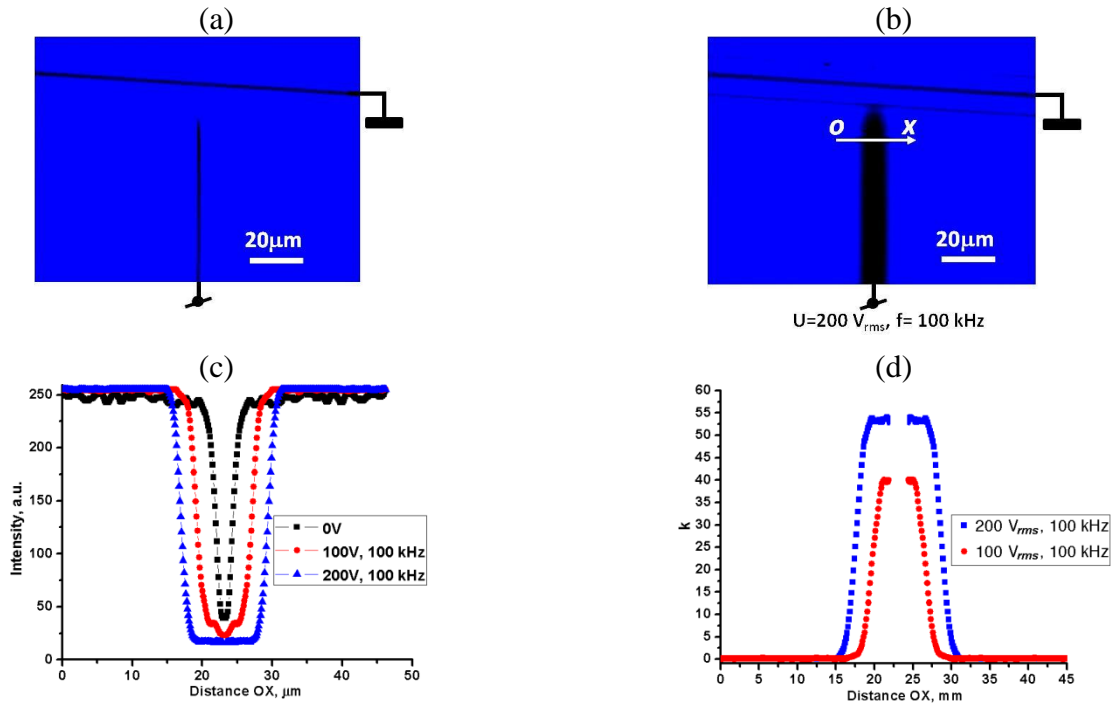 (a)
(b)
20μm
O X
20μm
U=200 Vrms, f= 100 kHz
(c)
(d)
Intensity, a.u.
250
200
150
100
50
0
0V
100V, 100 kHz
200V, 100 kHz
0 10 20 30 40 50
Distance OX, μm
k
60
55
50
45
40
35
30
25
20
15
10
5
0
200 Vrms, 100 kHz
100 Vrms, 100 kHz
0 5 10 15 20 25 30 35 40 45
Distance OX, mm